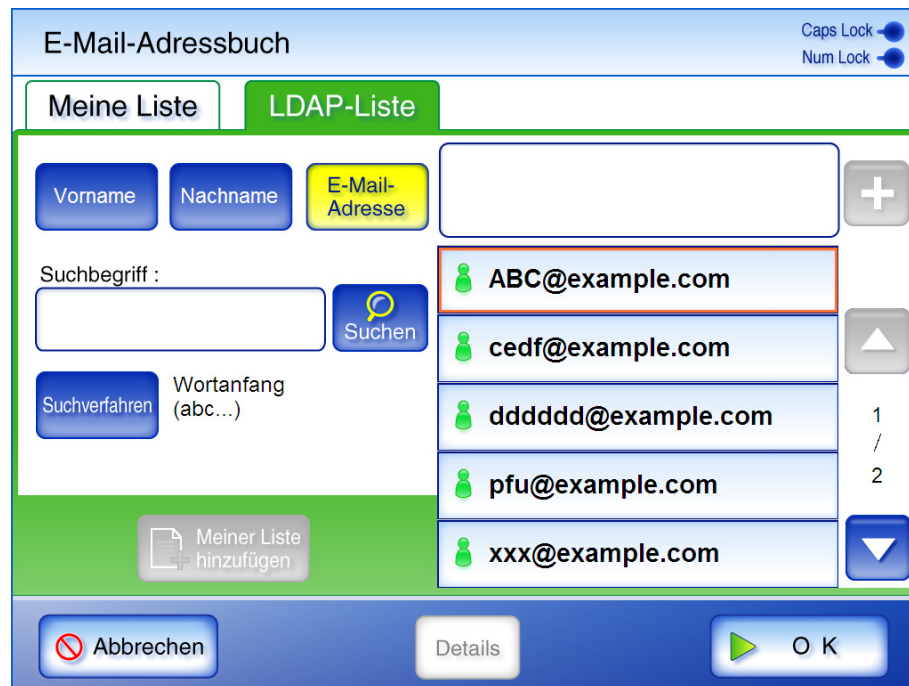 E-Mail-Adressbuch
Caps Lock
Num Lock
Meine Liste
LDAP-Liste
Vorname
Nachname
E-Mail-
Adresse
Suchbegriff :
Suchen
Suchverfahren
Wortanfang
(abc...)
ABC@example.com
cedf@example.com
dddddd@example.com
pfu@example.com
xxx@example.com
1
/
2
Meiner Liste
hinzufügen
Abbrechen
Details
O K